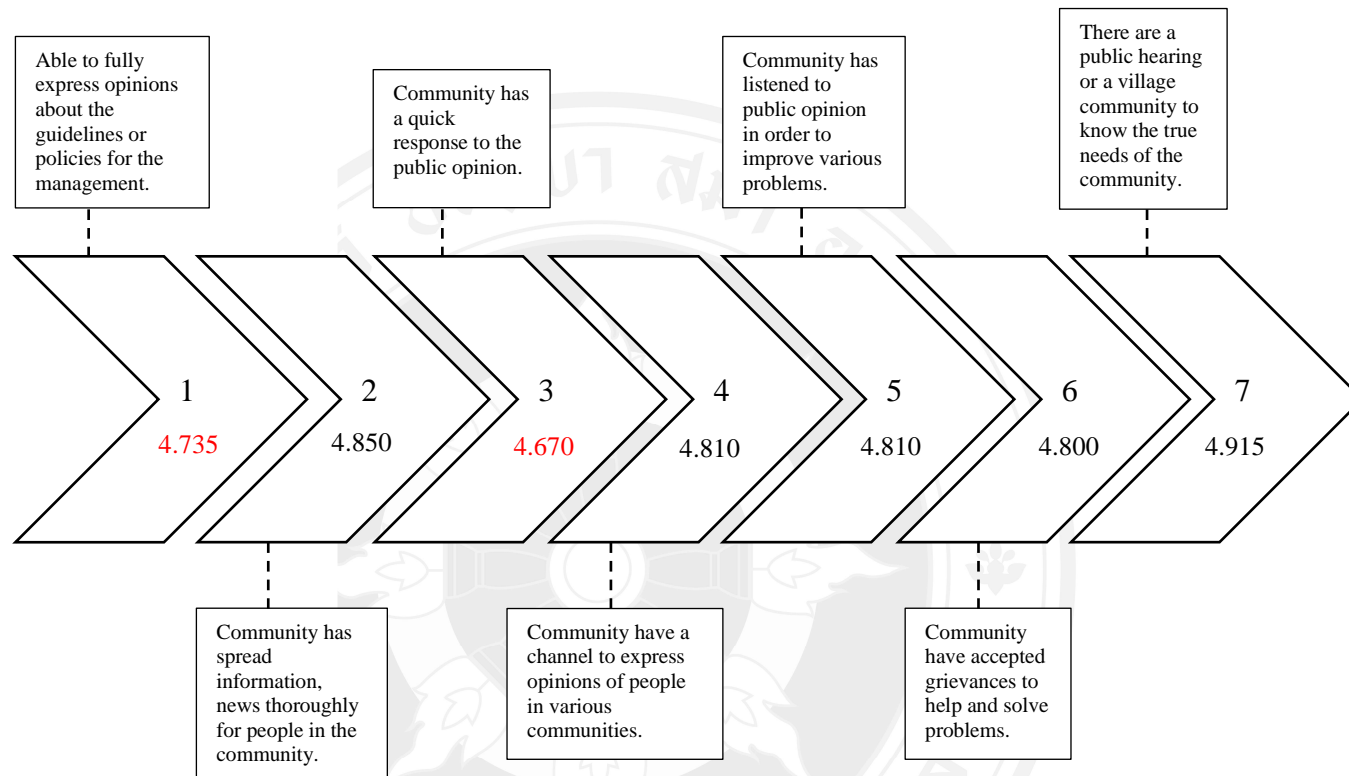 Able to fully
express opinions
about the
guidelines or
policies for the
management.
Community has
a quick
response to the
public opinion.
Community has
listened to
public opinion
in order to
improve various
problems.
There are a
public hearing
or a village
community to
know the true
needs of the
community.
1
4.735
2
4.850
3
4.670
4
4.810
5
4.810
6
4.800
7
4.915
Community has
spread
information,
news thoroughly
for people in the
community.
Community have a
channel to express
opinions of people
in various
communities.
Community
have accepted
grievances to
help and solve
problems.